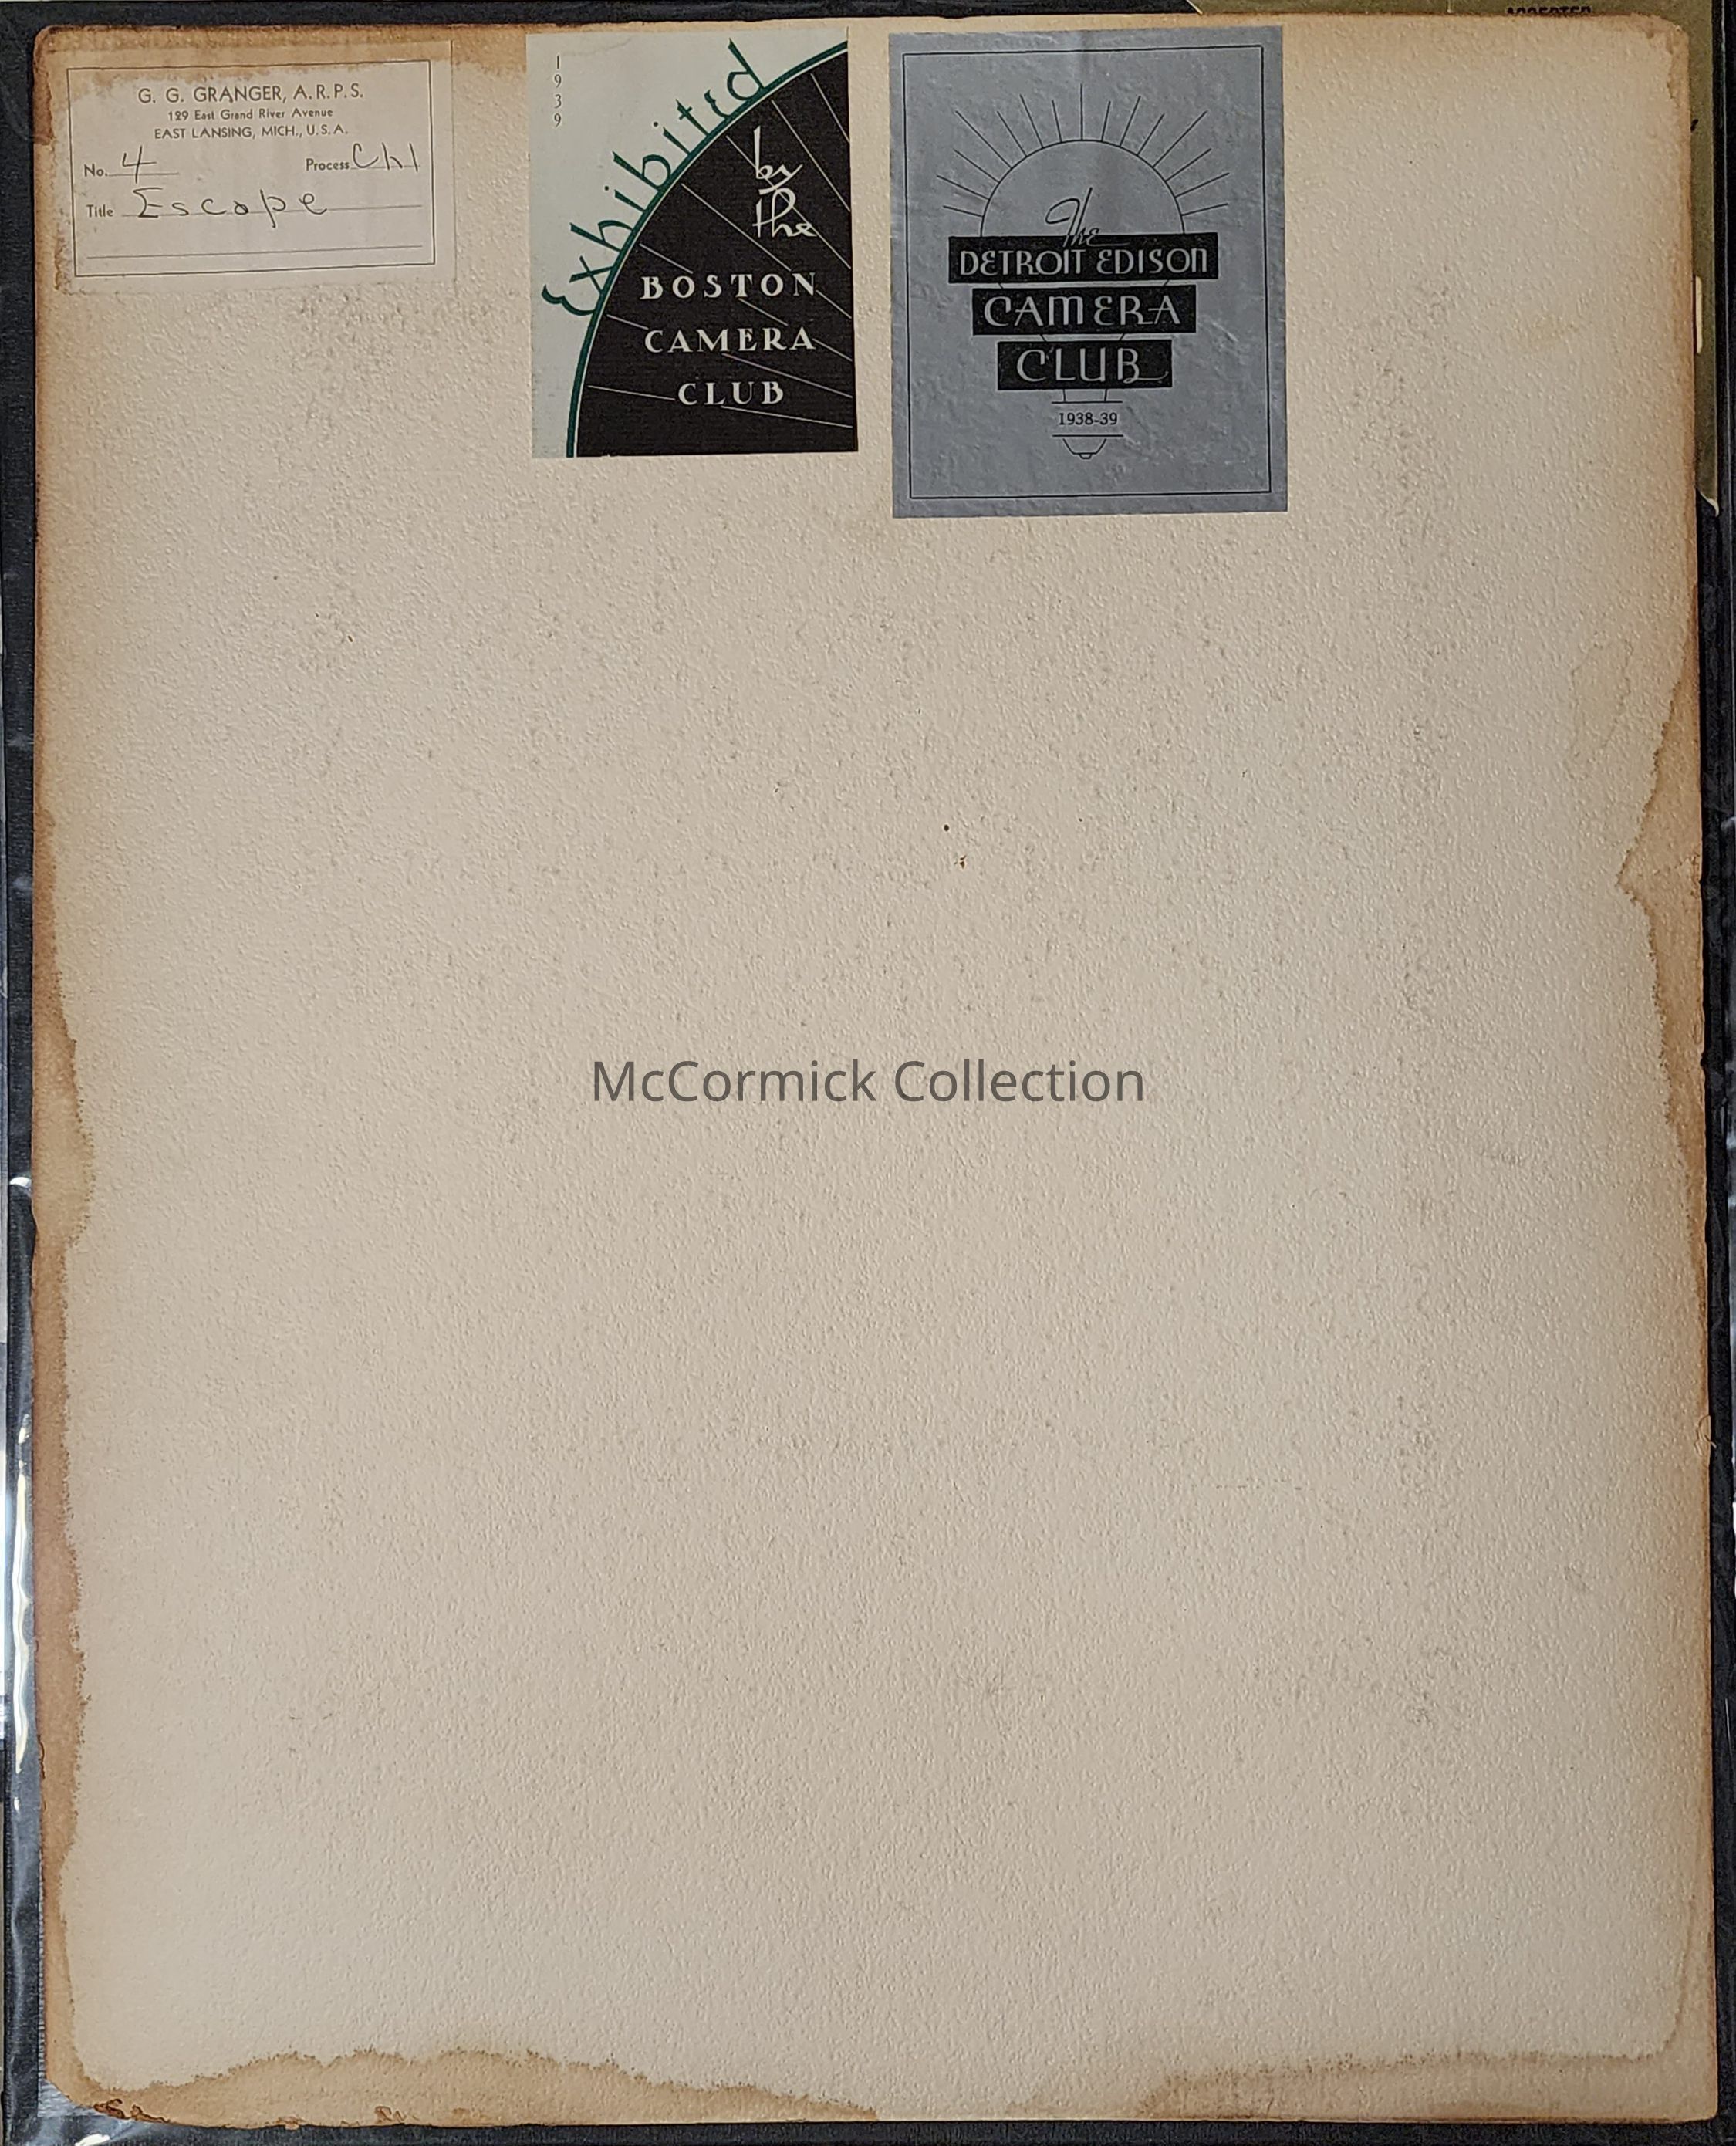 G. G. GRANGER, A.R.P.S.
129 East Grand River Avenue
EAST LANSING, MICH., U.S.A.
No. 4 Process Chl
Title Escape
1939
Exhibited
by
the
BOSTON
CAMERA
CLUB
The
DETROIT EDISON
CAMERA
CLUB
1938-39
McCormick Collection